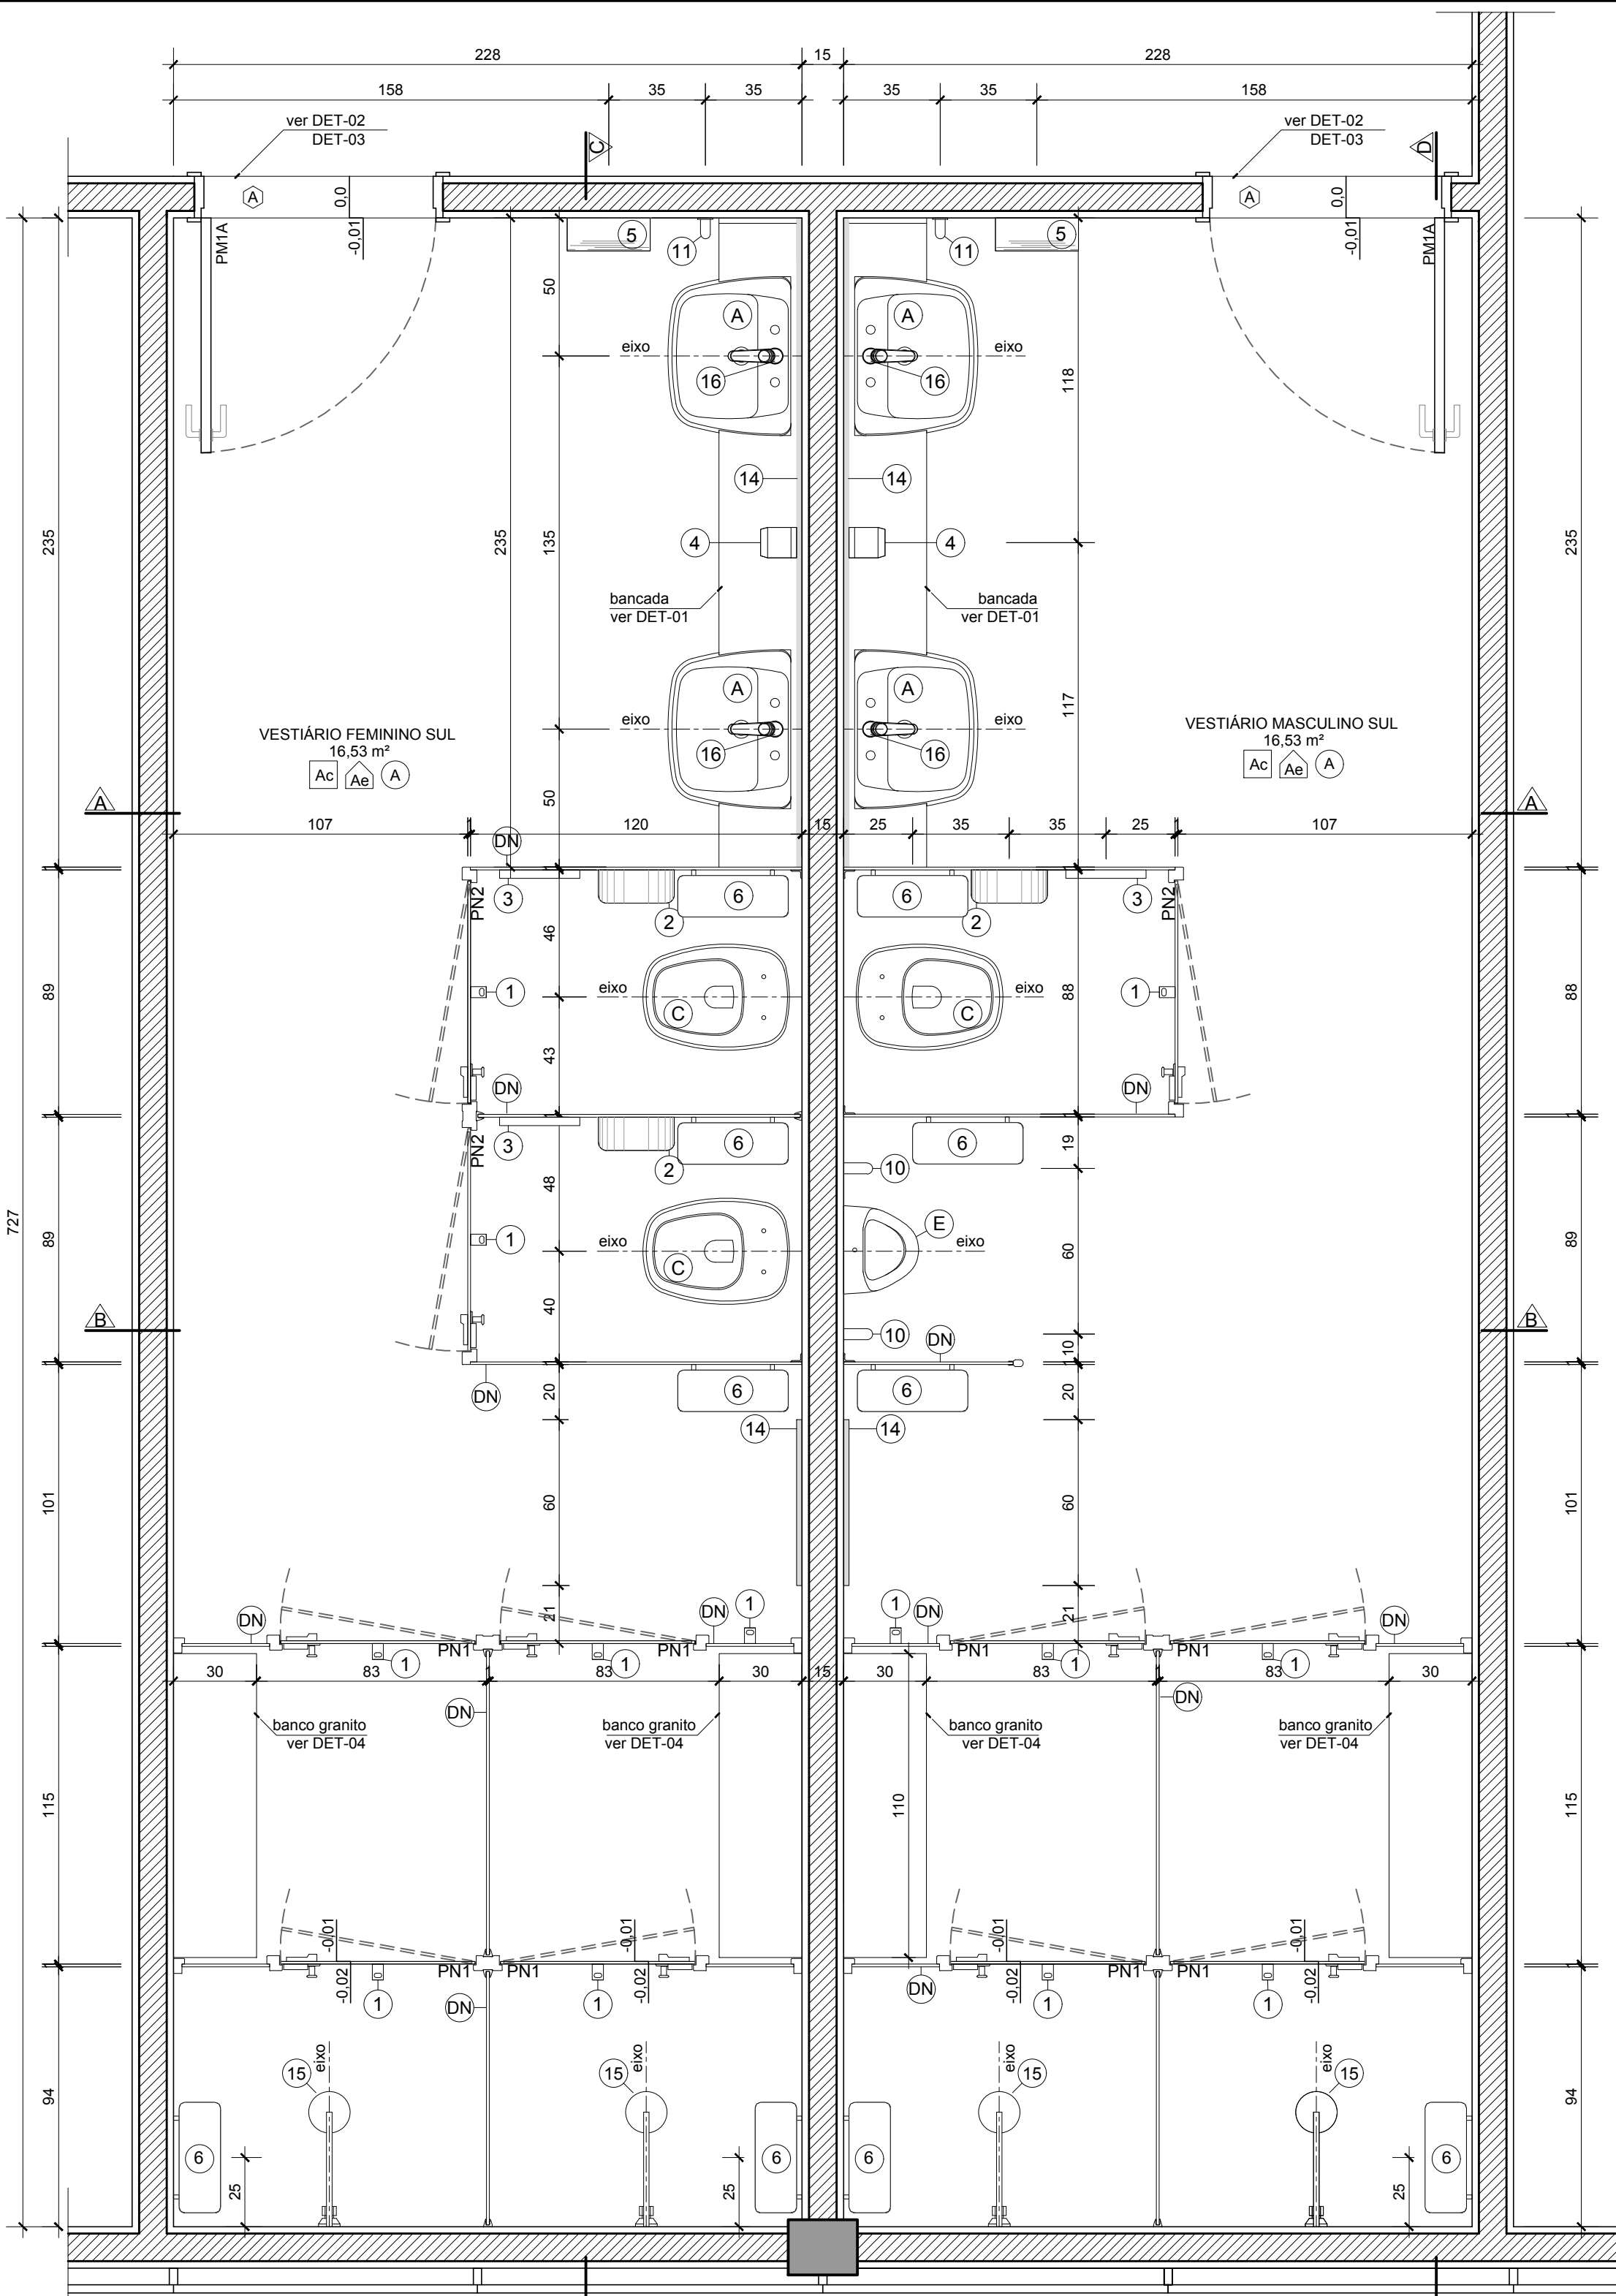 228 15 228
158 35 35 35 35 158
ver DET-02
DET-03
ver DET-02
DET-03
C D
A 0,0 A 0,0
-0,01 -0,01
PM1A PM1A
5 11 11 5
50
A A
eixo eixo
16 16
118
14 14
235 235 135 4 4 235
bancada
ver DET-01
bancada
ver DET-01
A A
117
eixo eixo
16 16
VESTIÁRIO FEMININO SUL
16,53 m²
Ac Ae A
VESTIÁRIO MASCULINO SUL
16,53 m²
Ac Ae A
50
A A
107 120 15 25 35 35 25 107
DN
PN2 3 2 6 6 2 3 PN2
46
89 1 eixo eixo 88 1 88
C C
43
DN DN
PN2 3 2 6 6 19
10
48
727
89 1 eixo E eixo 60 89
C
40
B B
10 DN 10
DN 20 6 6 20
14 14
101 60 60 101
DN 21 DN 1 1 DN 21 DN
PN1 PN1 PN1 PN1
1 1 1 1
30 83 1 83 30 15 30 83 1 83 30
DN DN
banco granito
ver DET-04
banco granito
ver DET-04
banco granito
ver DET-04
banco granito
ver DET-04
115 110 115
-0,01 -0,01 -0,01 -0,01
PN1 PN1 PN1 PN1
-0,02 -0,02 -0,02 -0,02
1 1 DN 1 1
DN
eixo eixo eixo eixo
15 15 15 15
94 94
6 6 6 6
25 25 25